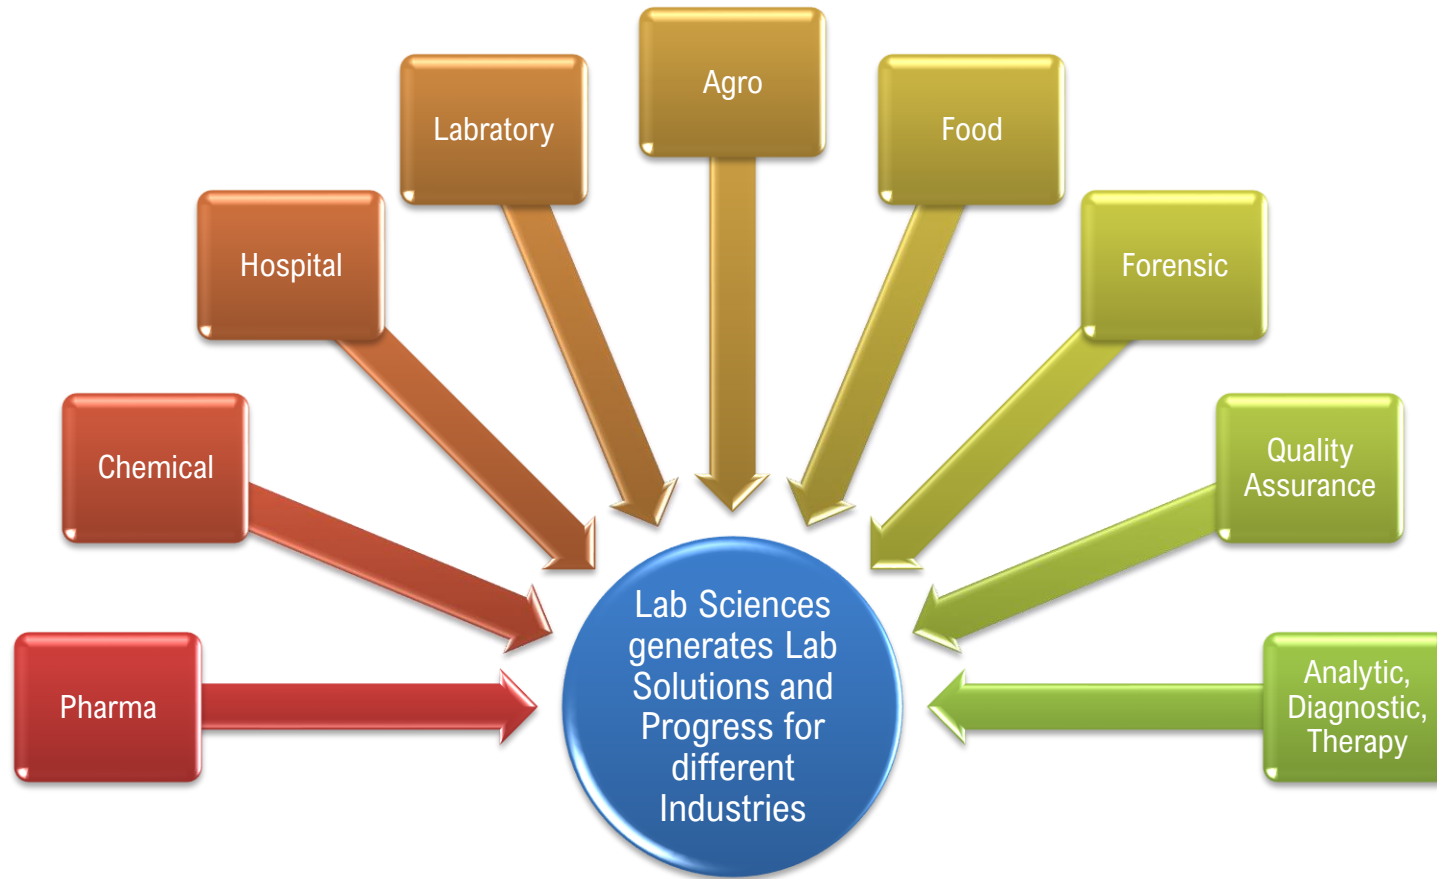 Agro
Labratory
Food
Hospital
Forensic
Chemical
Quality
Assurance
Pharma
Lab Sciences
generates Lab
Solutions and
Progress for
different
Industries
Analytic,
Diagnostic,
Therapy